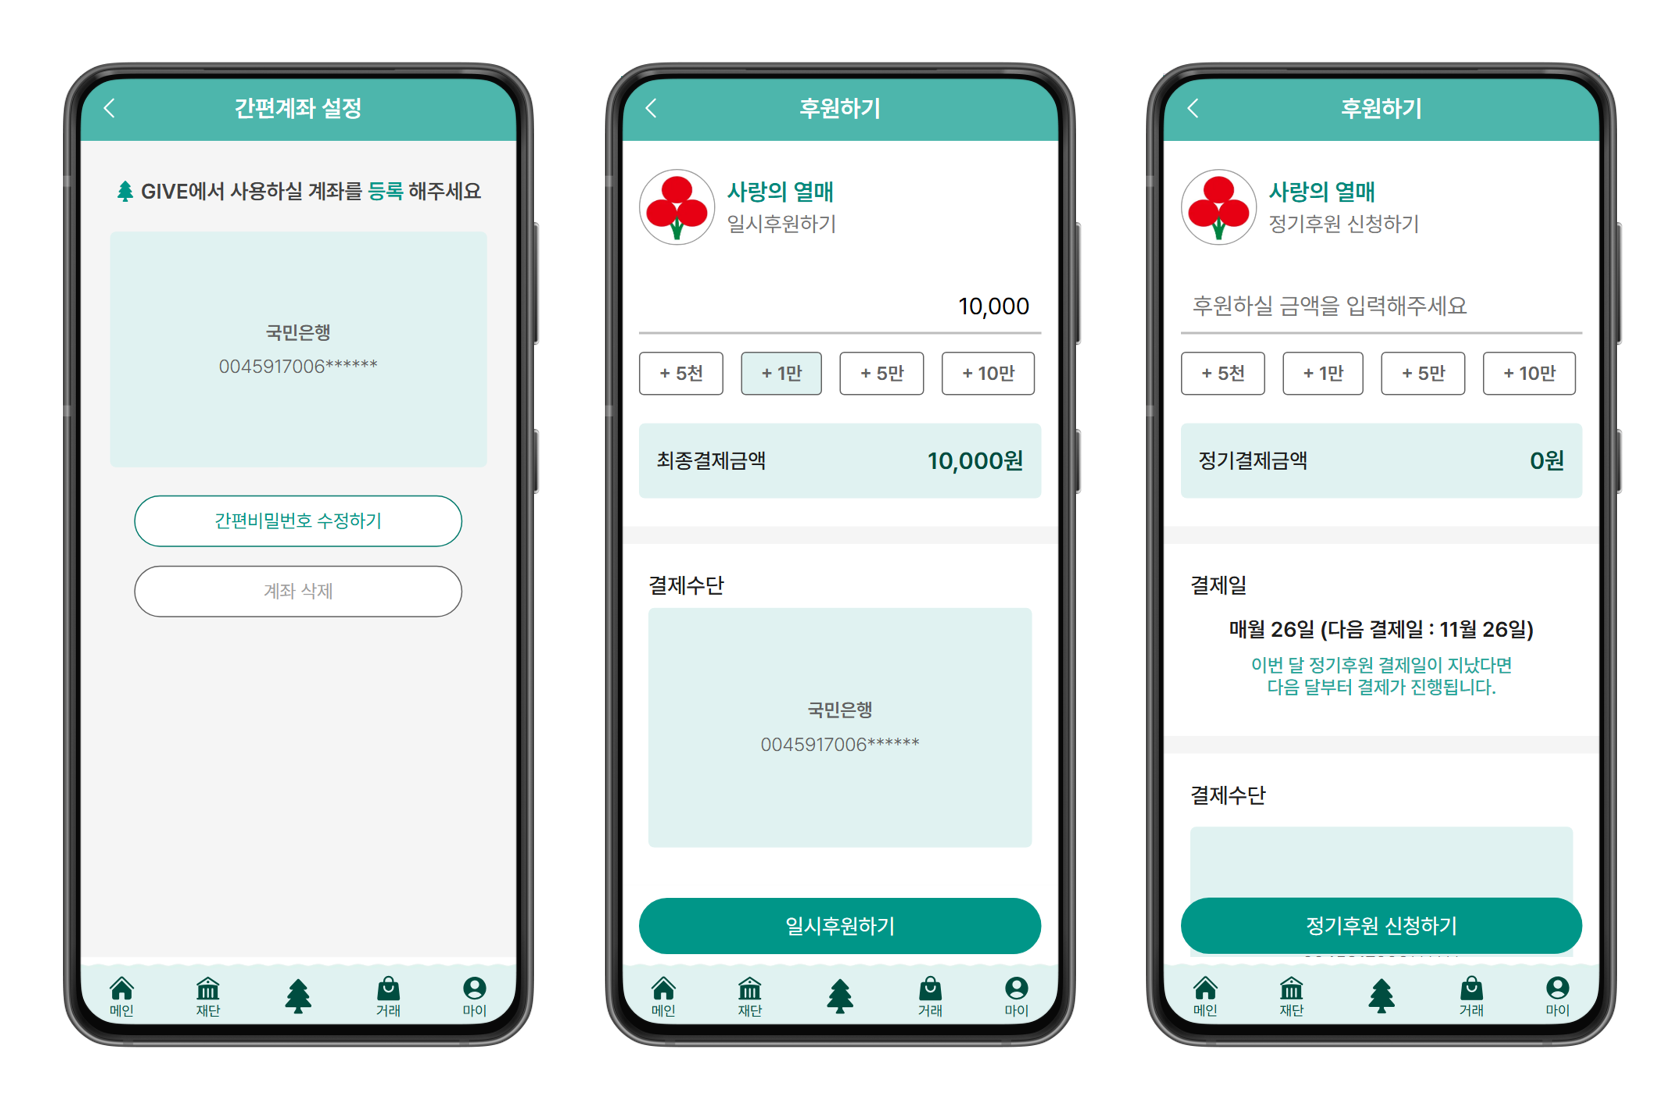 간편계좌 설정
GIVE에서 사용하실 계좌를 등록 해주세요
국민은행
0045917006******
간편비밀번호 수정하기
계좌 삭제
메인
재단
거래
마이
후원하기
사랑의 열매
일시후원하기
10,000
+ 5천
+ 1만
+ 5만
+ 10만
최종결제금액 10,000원
결제수단
국민은행
0045917006******
일시후원하기
메인
재단
거래
마이
후원하기
사랑의 열매
정기후원 신청하기
후원하실 금액을 입력해주세요
+ 5천
+ 1만
+ 5만
+ 10만
정기결제금액 0원
결제일
매월 26일 (다음 결제일 : 11월 26일)
이번 달 정기후원 결제일이 지났다면
다음 달부터 결제가 진행됩니다.
결제수단
정기후원 신청하기
메인
재단
거래
마이